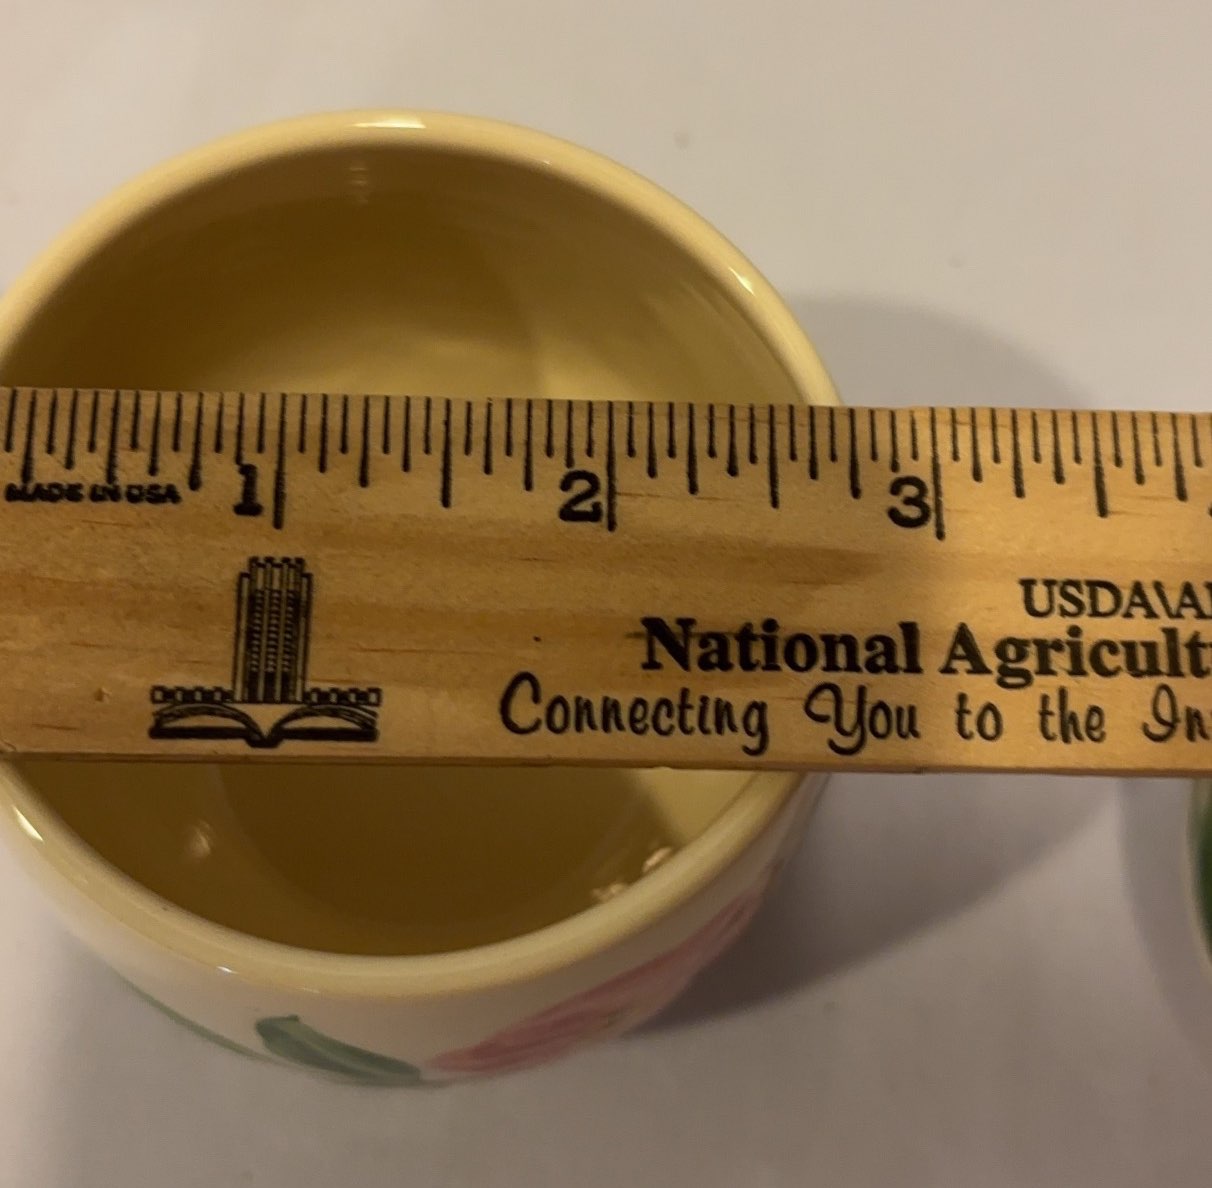 1 2 3
MADE IN USA
USDA\A
National Agricult
Connecting You to the In